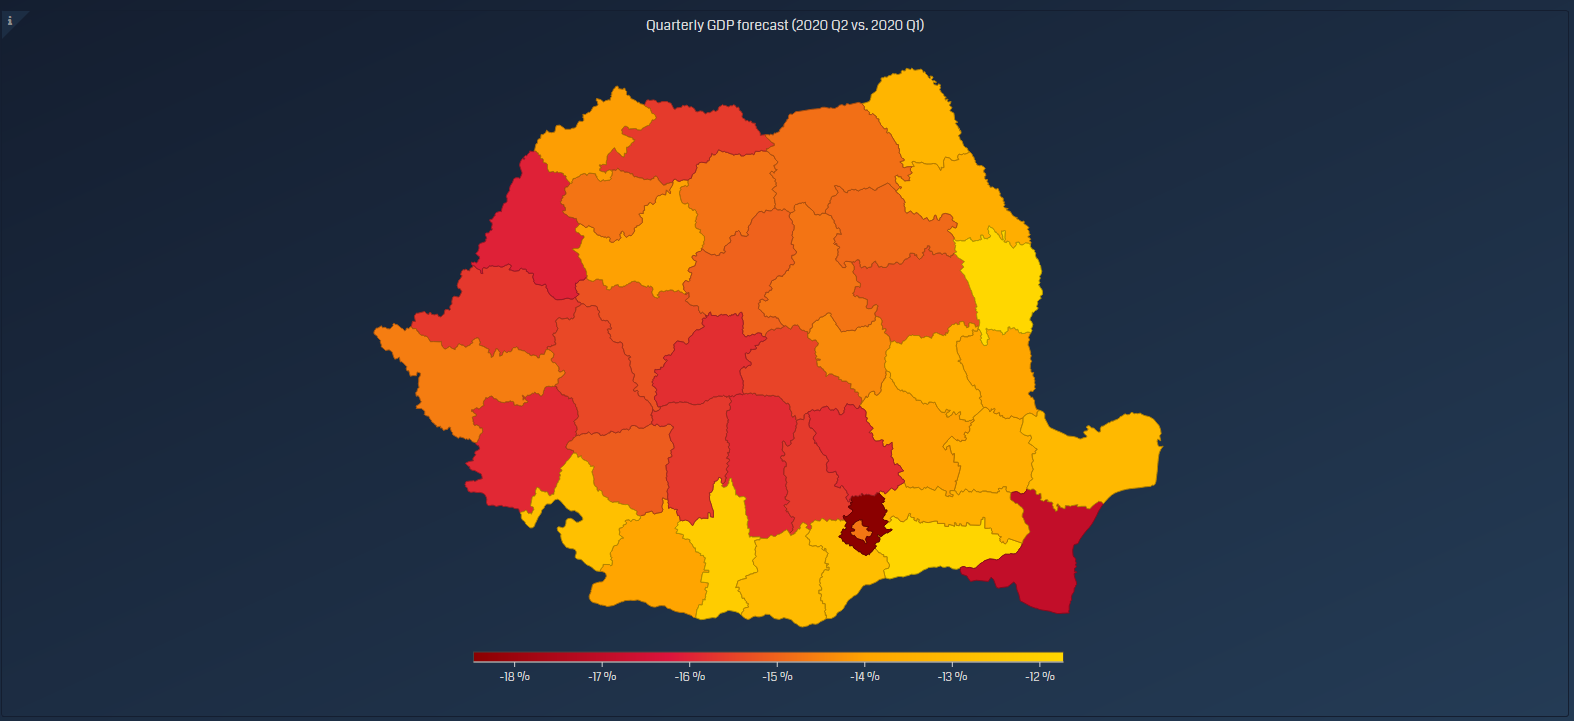 i
Quarterly GDP forecast (2020 Q2 vs. 2020 Q1)
-18 % -17 % -16 % -15 % -14 % -13 % -12 %